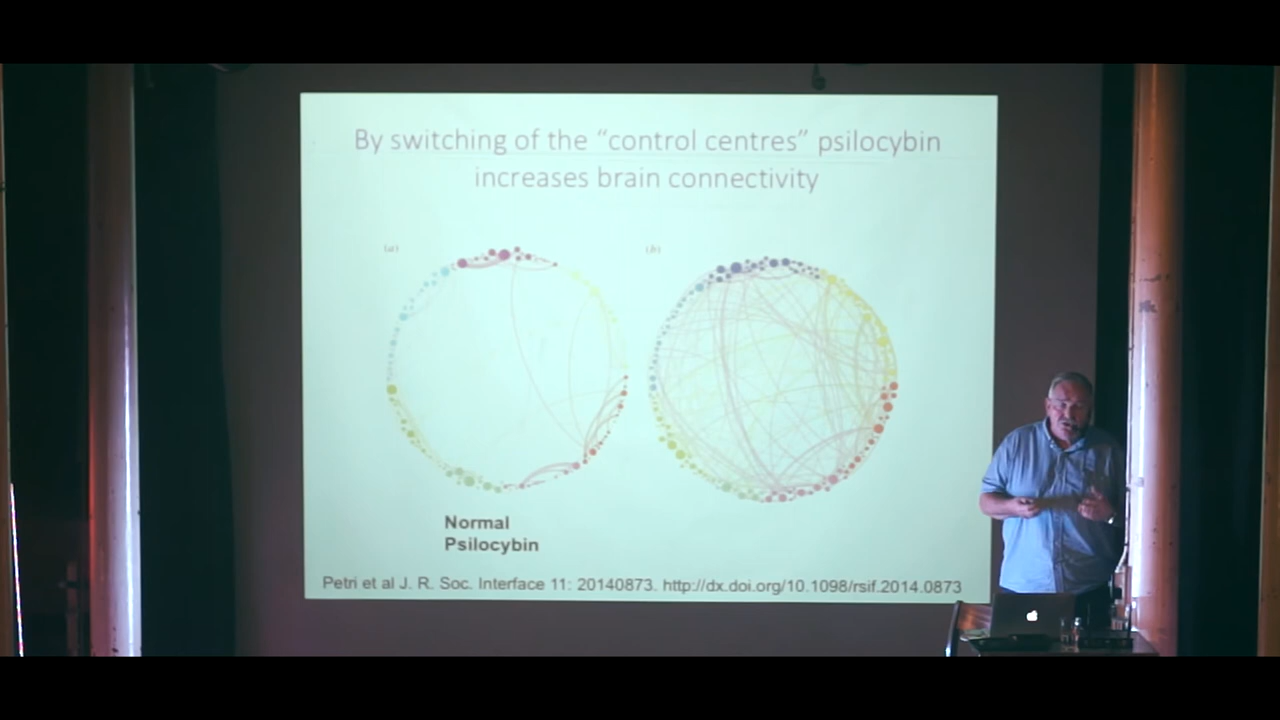 By switching of the “control centres” psilocybin
increases brain connectivity
(a)
(b)
Normal
Psilocybin
Petri et al J. R. Soc. Interface 11: 20140873. http://dx.doi.org/10.1098/rsif.2014.0873